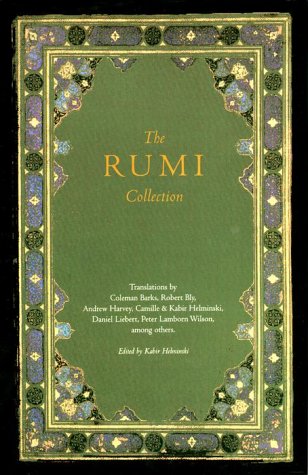 The
RUMI
Collection
Translations by
Coleman Barks, Robert Bly,
Andrew Harvey, Camille & Kabir Helminski,
Daniel Liebert, Peter Lamborn Wilson,
among others.
Edited by Kabir Helminski